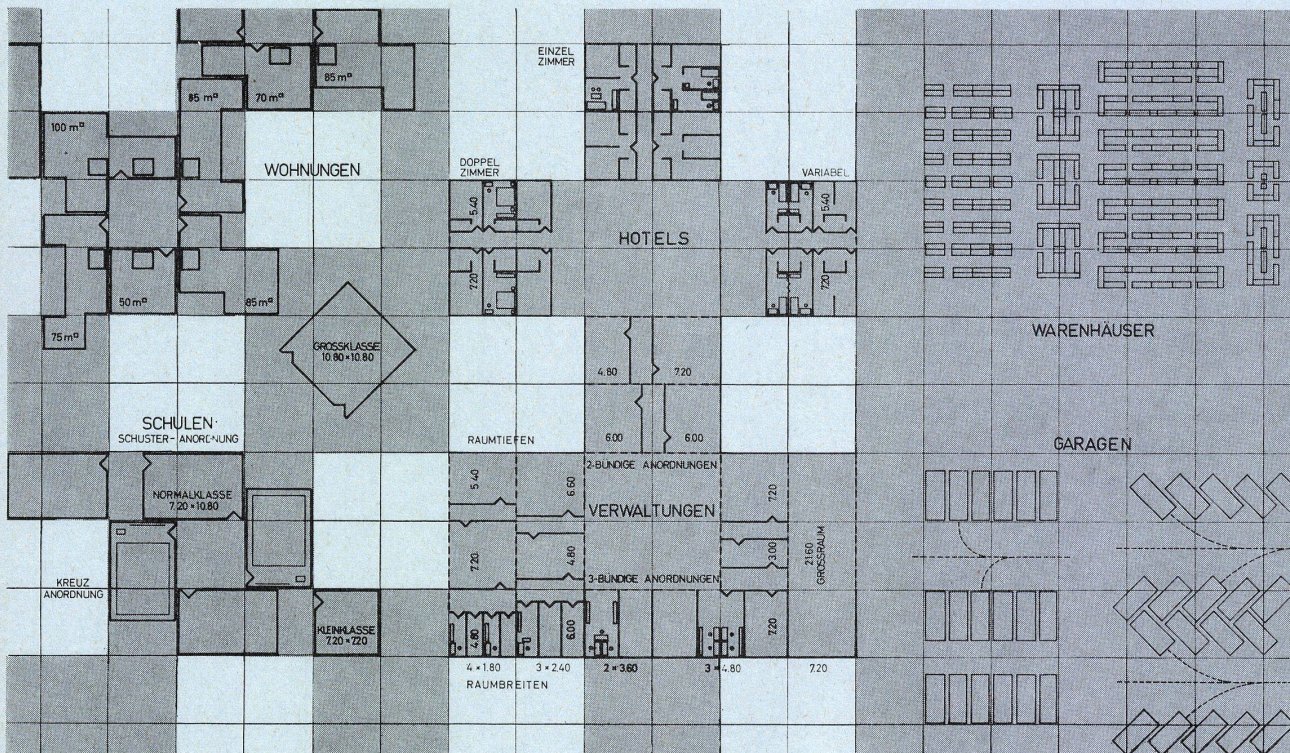 EINZEL
ZIMMER
85 m²
85 m²
70 m²
100 m²
WOHNUNGEN
DOPPEL
ZIMMER
VARIABEL
5.40
5.40
HOTELS
7.20
7.20
50 m²
85 m²
75 m²
WARENHÄUSER
GROSSKLASSE
10.80 × 10.80
4.80
7.20
SCHULEN
SCHUSTER-ANORDNUNG
RAUMTIEFEN
6.00
6.00
GARAGEN
2-BÜNDIGE ANORDNUNGEN
NORMALKLASSE
7.20 × 10.80
5.40
6.60
7.20
VERWALTUNGEN
7.20
4.80
3.00
21.60
GROSSRAUM
KREUZ
ANORDNUNG
3-BÜNDIGE ANORDNUNGEN
KLEINKLASSE
7.20 × 7.20
4.80
6.00
7.20
4 × 1.80
3 × 2.40
2 × 3.60
3 × 4.80
7.20
RAUMBREITEN